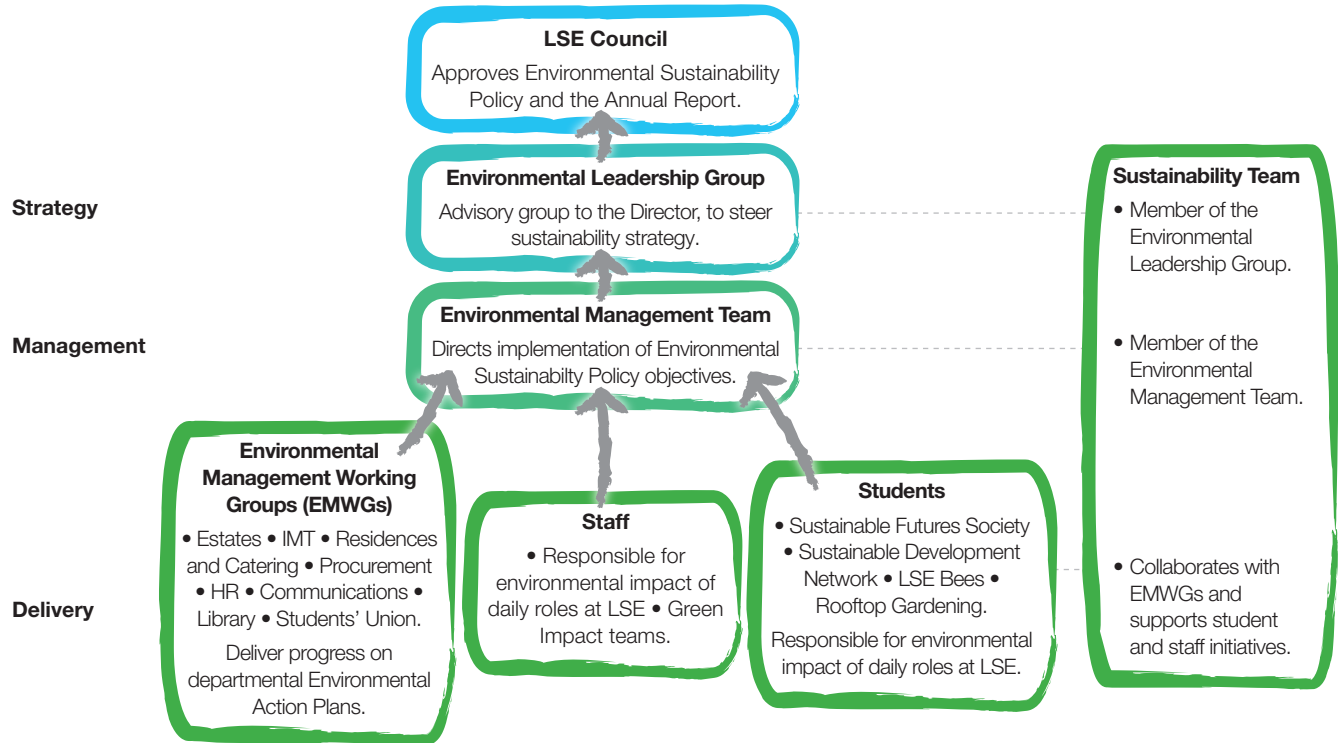 LSE Council
Approves Environmental Sustainability
Policy and the Annual Report.
Strategy
Environmental Leadership Group
Advisory group to the Director, to steer
sustainability strategy.
Management
Environmental Management Team
Directs implementation of Environmental
Sustainabilty Policy objectives.
Delivery
Environmental
Management Working
Groups (EMWGs)
• Estates • IMT • Residences
and Catering • Procurement
• HR • Communications •
Library • Students’ Union.
Deliver progress on
departmental Environmental
Action Plans.
Staff
• Responsible for
environmental impact of
daily roles at LSE • Green
Impact teams.
Students
• Sustainable Futures Society
• Sustainable Development
Network • LSE Bees •
Rooftop Gardening.
Responsible for environmental
impact of daily roles at LSE.
Sustainability Team
• Member of the
Environmental
Leadership Group.
• Member of the
Environmental
Management Team.
• Collaborates with
EMWGs and
supports student
and staff initiatives.